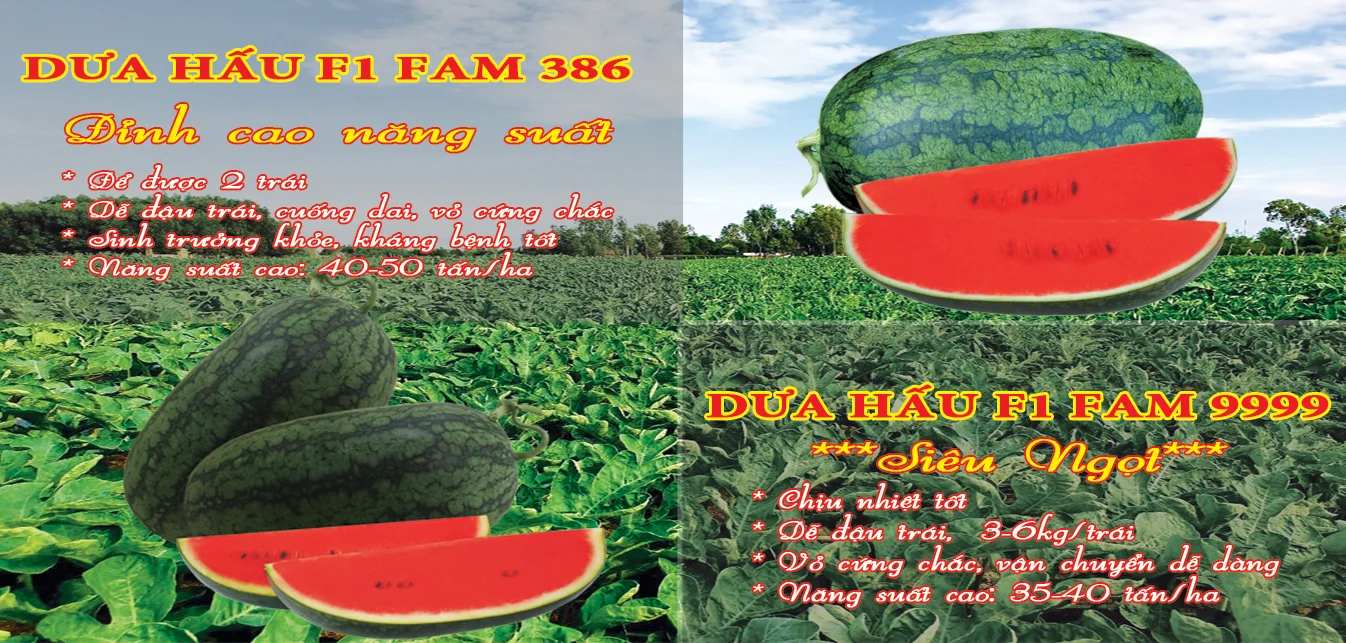 DƯA HẤU F1 FAM 386
Đỉnh cao năng suất
* Để được 2 trái
* Dễ đậu trái, cuống dai, vỏ cứng chắc
* Sinh trưởng khỏe, kháng bệnh tốt
* Năng suất cao: 40-50 tấn/ha
DƯA HẤU F1 FAM 9999
***Siêu Ngọt***
* Chịu nhiệt tốt
* Dễ đậu trái, 3-6kg/trái
* Vỏ cứng chắc, vận chuyển dễ dàng
* Năng suất cao: 35-40 tấn/ha